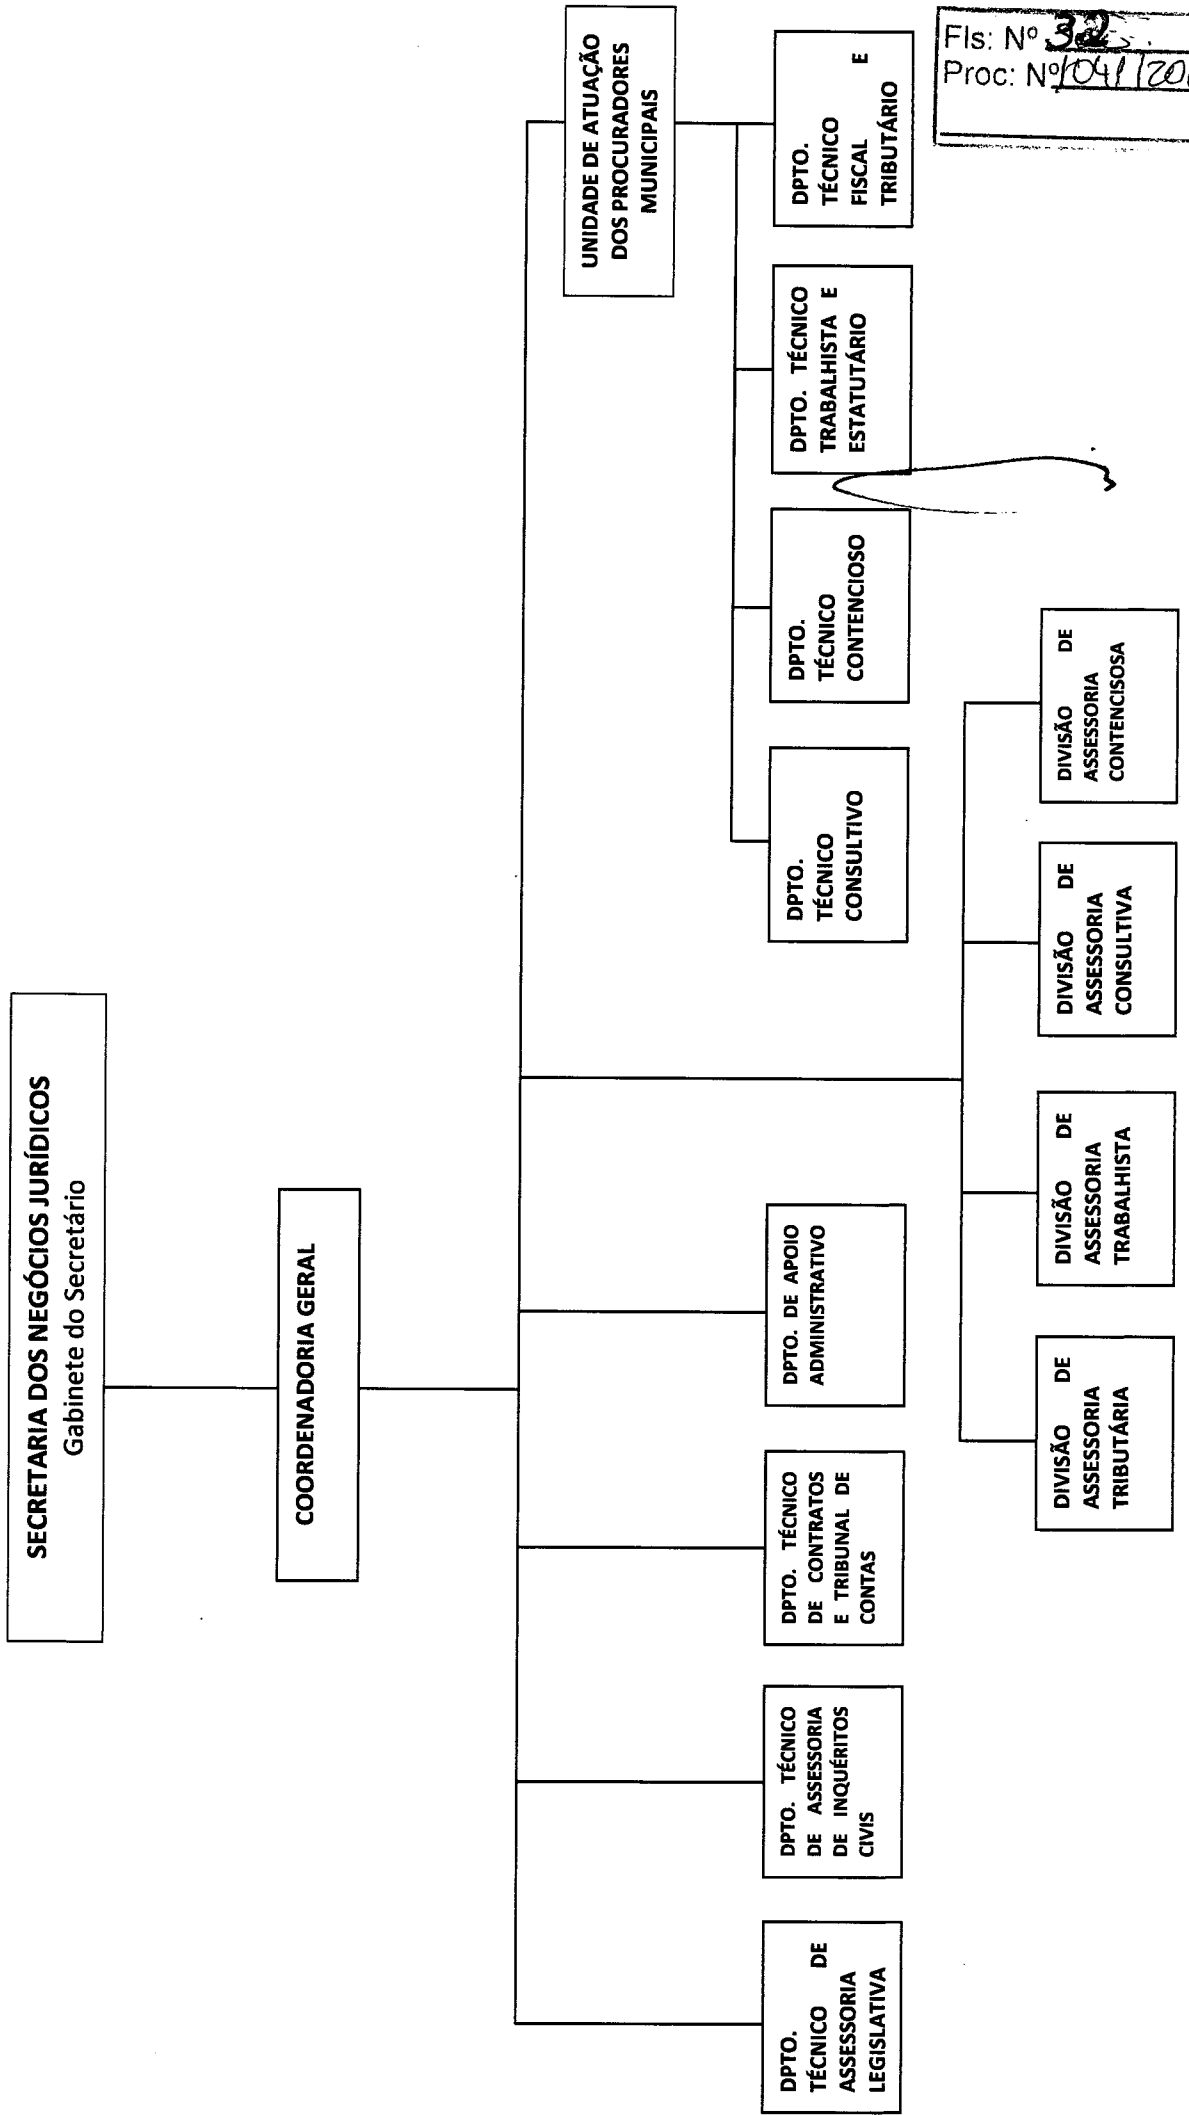 SECRETARIA DOS NEGÓCIOS JURÍDICOS
Gabinete do Secretário
COORDENADORIA GERAL
DPTO.
TÉCNICO DE
ASSESSORIA
LEGISLATIVA
DPTO. TÉCNICO
DE ASSESSORIA
DE INQUÉRITOS
CIVIS
DPTO. TÉCNICO
DE CONTRATOS
E TRIBUNAL DE
CONTAS
DPTO. DE APOIO
ADMINISTRATIVO
UNIDADE DE ATUAÇÃO
DOS PROCURADORES
MUNICIPAIS
DPTO.
TÉCNICO
CONSULTIVO
DPTO.
TÉCNICO
CONTENCIOSO
DPTO. TÉCNICO
TRABALHISTA E
ESTATUTÁRIO
DPTO.
TÉCNICO
FISCAL E
TRIBUTÁRIO
DIVISÃO DE
ASSESSORIA
TRIBUTÁRIA
DIVISÃO DE
ASSESSORIA
TRABALHISTA
DIVISÃO DE
ASSESSORIA
CONSULTIVA
DIVISÃO DE
ASSESSORIA
CONTENCISOSA
Fls: Nº 32
Proc: Nº 1041/20